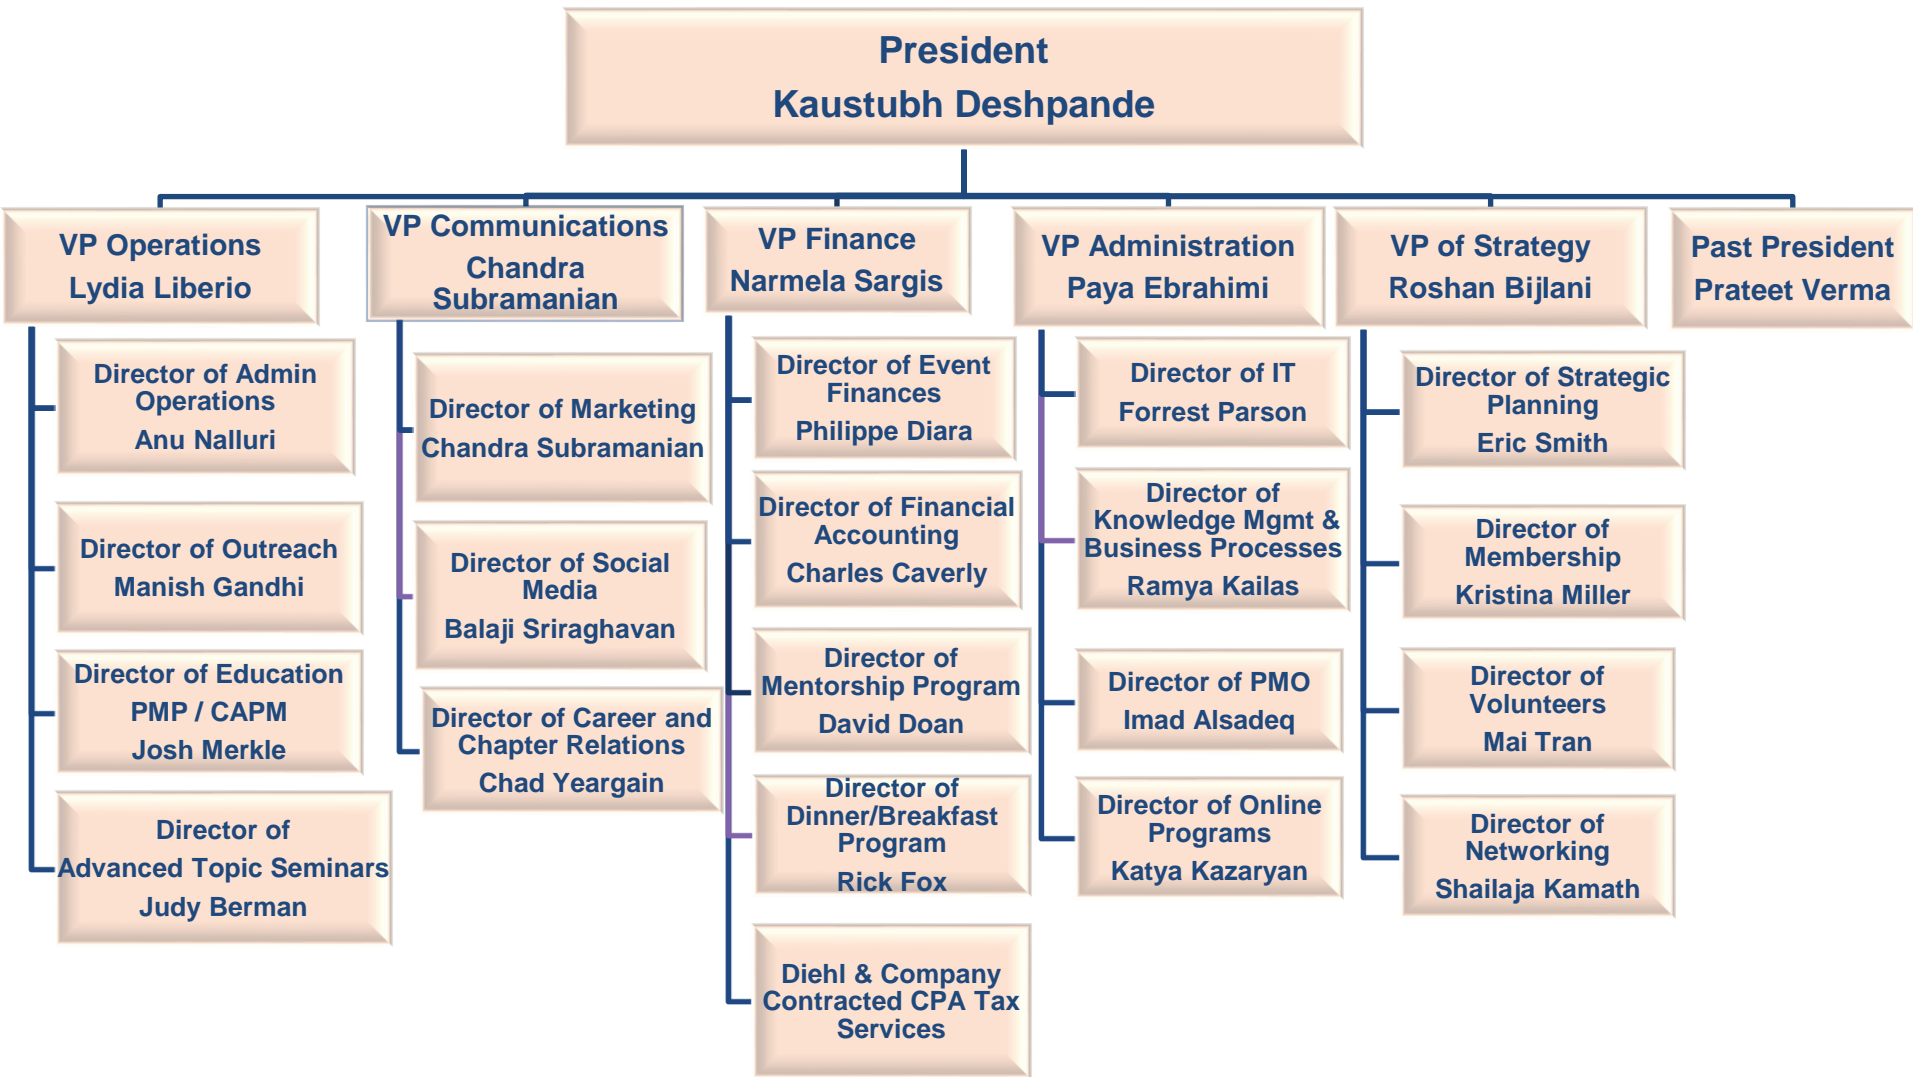 President
Kaustubh Deshpande
VP Operations
Lydia Liberio
VP Communications
Chandra
Subramanian
VP Finance
Narmela Sargis
VP Administration
Paya Ebrahimi
VP of Strategy
Roshan Bijlani
Past President
Prateet Verma
Director of Admin
Operations
Anu Nalluri
Director of Outreach
Manish Gandhi
Director of Education
PMP / CAPM
Josh Merkle
Director of
Advanced Topic Seminars
Judy Berman
Director of Marketing
Chandra Subramanian
Director of Social
Media
Balaji Sriraghavan
Director of Career and
Chapter Relations
Chad Yeargain
Director of Event
Finances
Philippe Diara
Director of Financial
Accounting
Charles Caverly
Director of
Mentorship Program
David Doan
Director of
Dinner/Breakfast
Program
Rick Fox
Diehl & Company
Contracted CPA Tax
Services
Director of IT
Forrest Parson
Director of
Knowledge Mgmt &
Business Processes
Ramya Kailas
Director of PMO
Imad Alsadeq
Director of Online
Programs
Katya Kazaryan
Director of Strategic
Planning
Eric Smith
Director of
Membership
Kristina Miller
Director of
Volunteers
Mai Tran
Director of
Networking
Shailaja Kamath